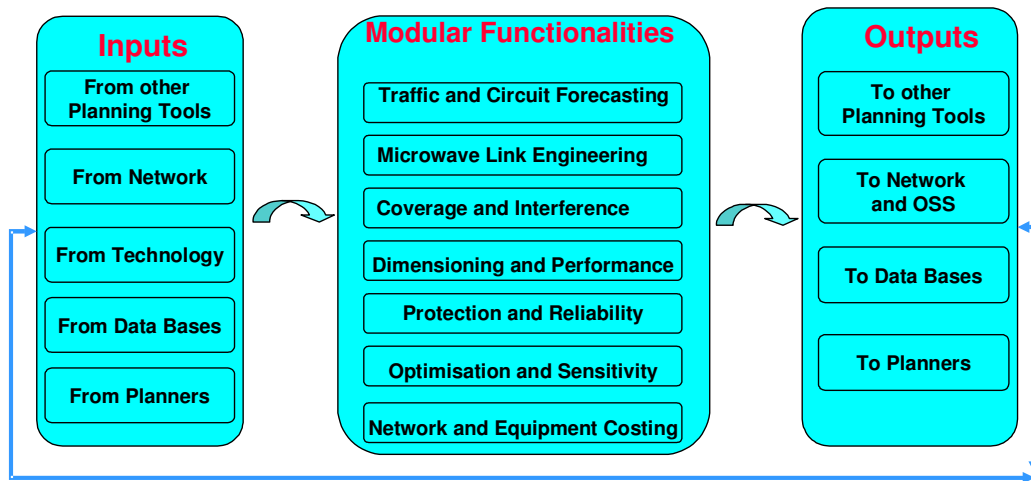 Inputs
From other
Planning Tools
From Network
From Technology
From Data Bases
From Planners
Modular Functionalities
Traffic and Circuit Forecasting
Microwave Link Engineering
Coverage and Interference
Dimensioning and Performance
Protection and Reliability
Optimisation and Sensitivity
Network and Equipment Costing
Outputs
To other
Planning Tools
To Network
and OSS
To Data Bases
To Planners